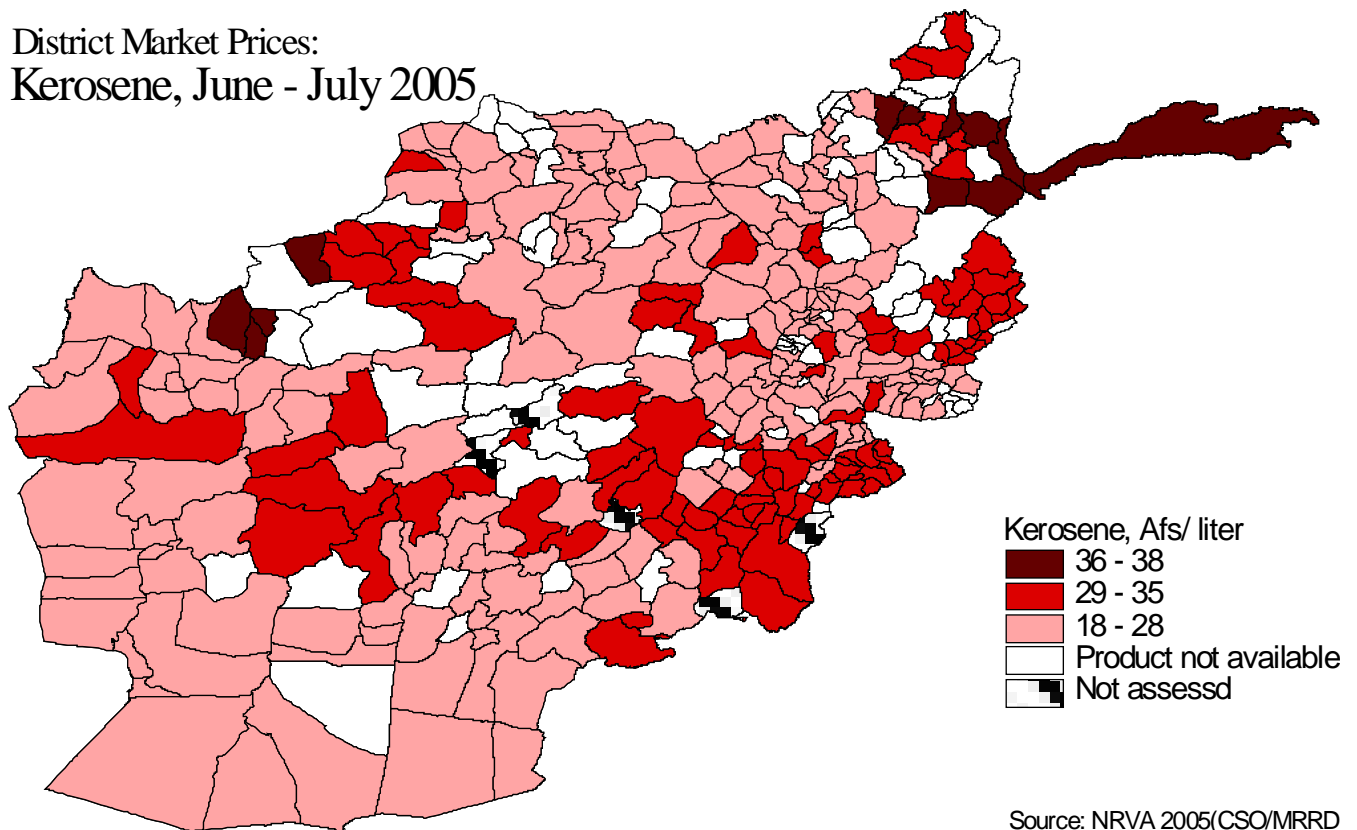 District Market Prices:
Kerosene, June - July 2005
Kerosene, Afs/ liter
36 - 38
29 - 35
18 - 28
Product not available
Not assessd
Source: NRVA 2005(CSO/MRRD